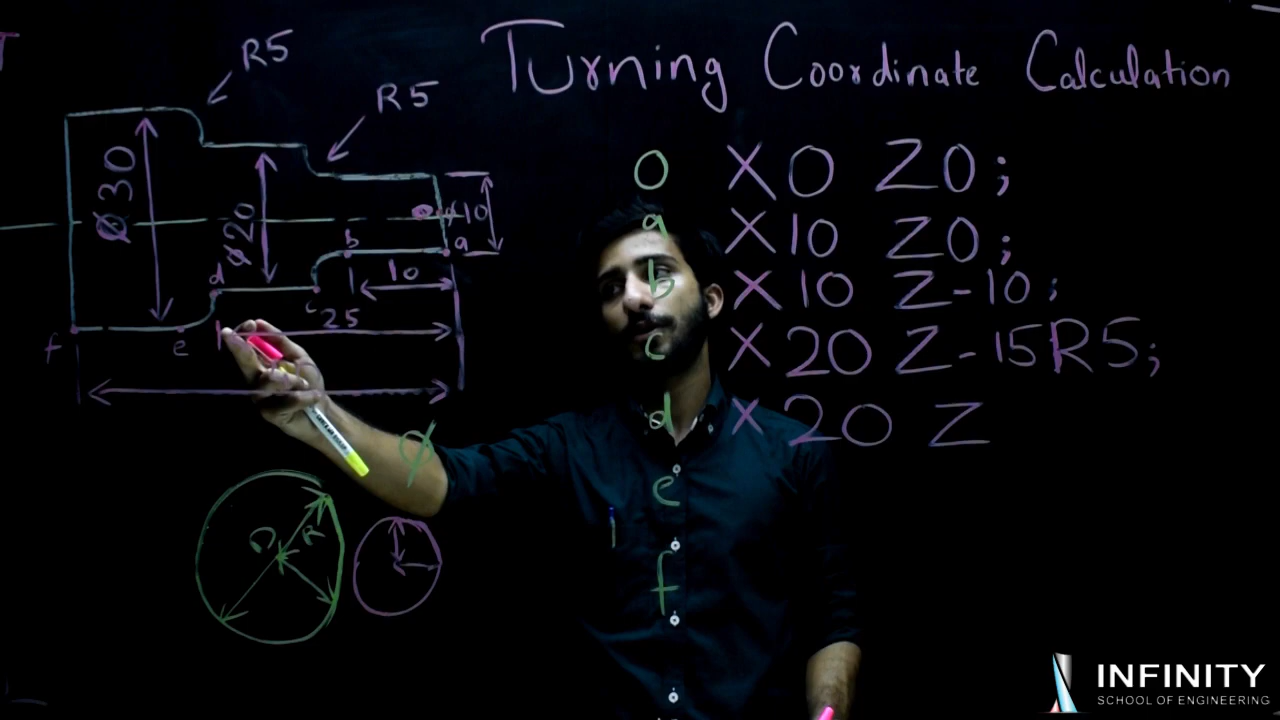 Turning Coordinate Calculation
R5
R5
Ø30
Ø20
Ø10
b
a
d
10
c
25
f
e
O X0 Z0;
a X10 Z0;
b X10 Z-10;
c X20 Z-15R5;
d X20 Z
e
f
D
R
INFINITY
SCHOOL OF ENGINEERING